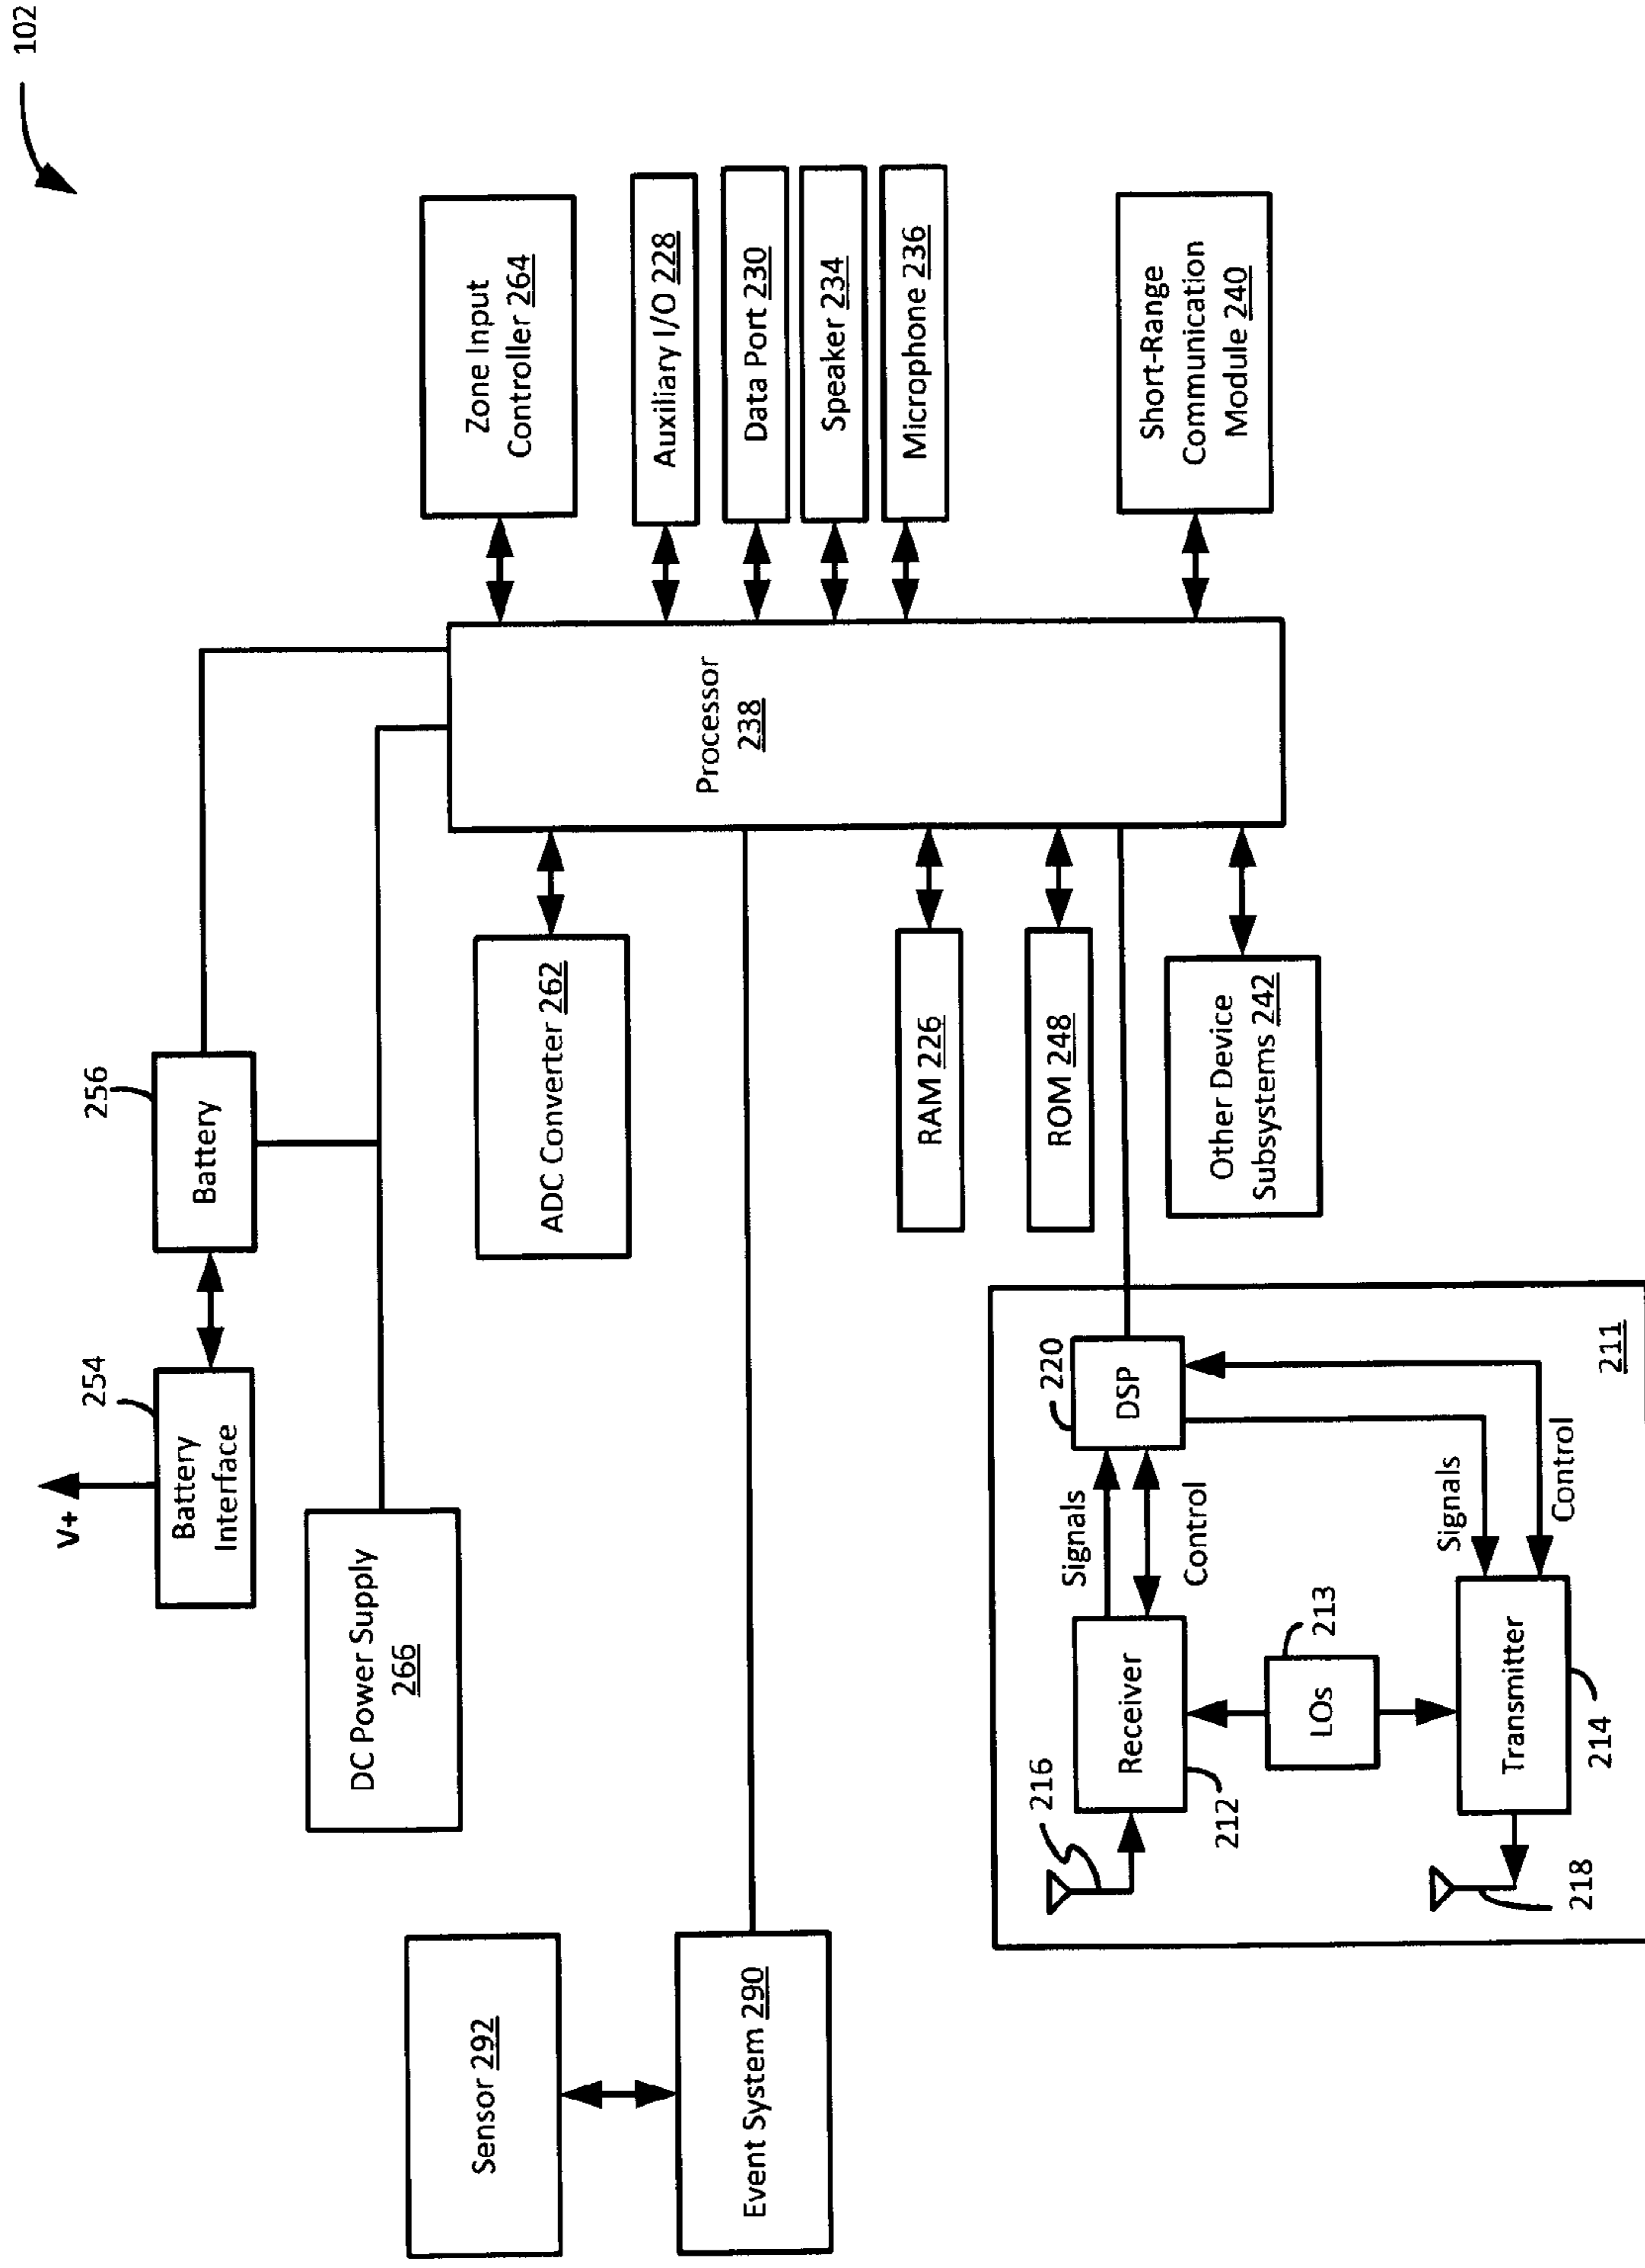 102
V+
254
Battery
Interface
256
Battery
DC Power Supply
266
Sensor 292
Event System 290
ADC Converter 262
Processor
238
Zone Input
Controller 264
Auxiliary I/O 228
Data Port 230
Speaker 234
Microphone 236
Short-Range
Communication
Module 240
RAM 226
ROM 248
Other Device
Subsystems 242
216
Receiver
212
Signals
Control
220
DSP
LOs
213
Signals
Control
Transmitter
214
218
211